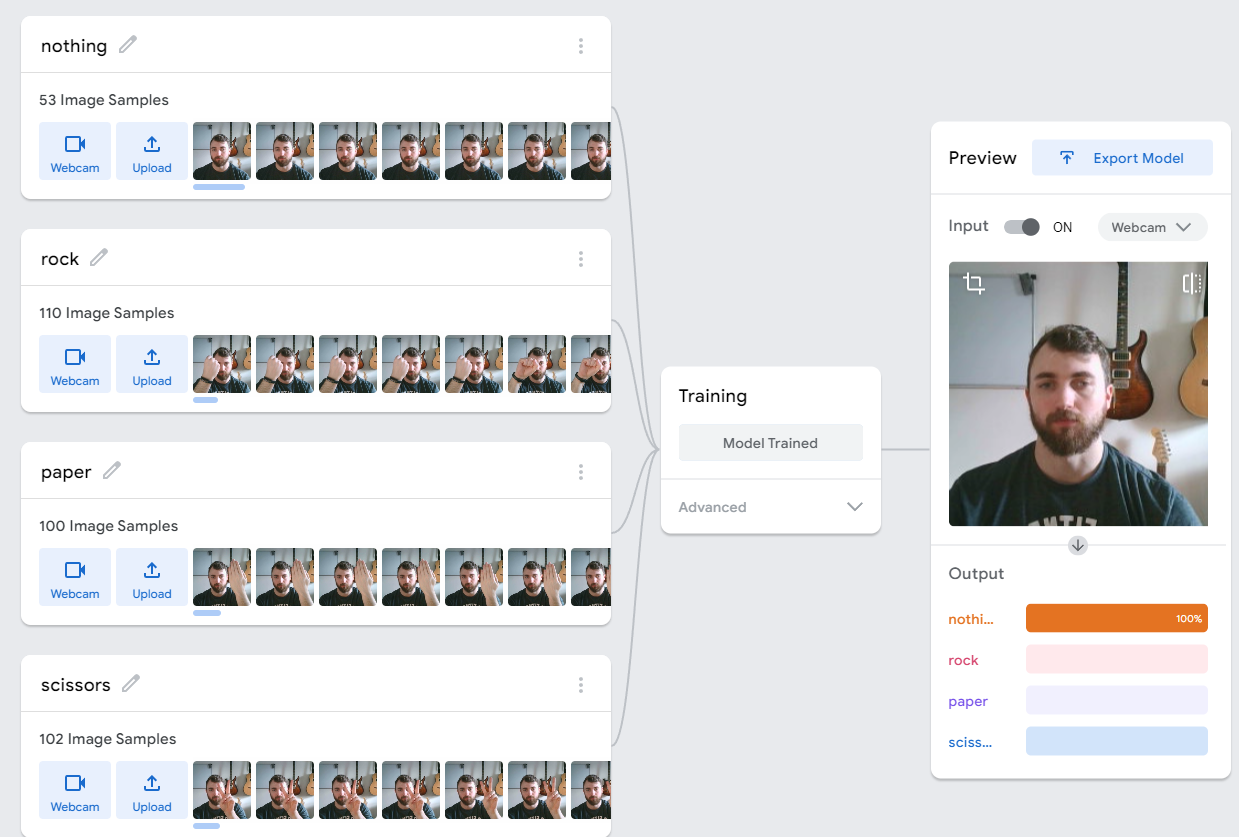 nothing
53 Image Samples
Webcam
Upload
rock
110 Image Samples
Webcam
Upload
paper
100 Image Samples
Webcam
Upload
scissors
102 Image Samples
Webcam
Upload
Training
Model Trained
Advanced
Preview
Export Model
Input
ON
Webcam
Output
nothi...
100%
rock
paper
sciss...